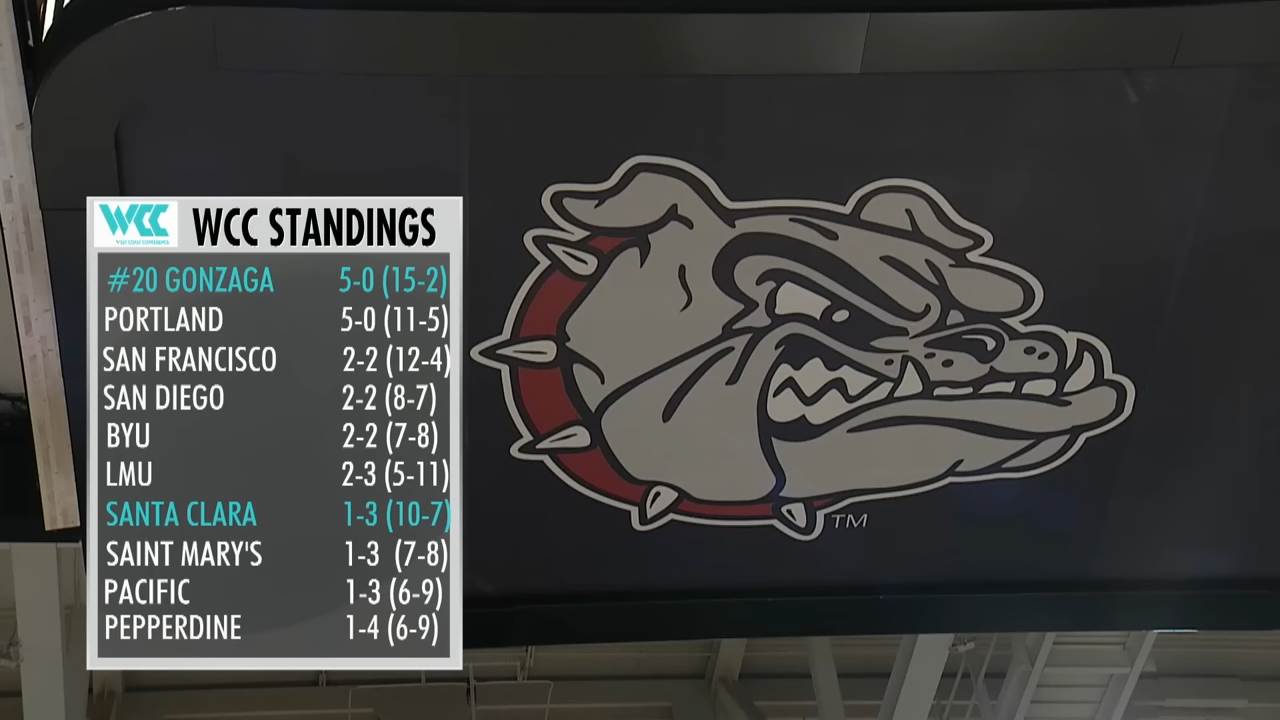 WCC
WEST COAST CONFERENCE
WCC STANDINGS
#20 GONZAGA 5-0 (15-2)
PORTLAND 5-0 (11-5)
SAN FRANCISCO 2-2 (12-4)
SAN DIEGO 2-2 (8-7)
BYU 2-2 (7-8)
LMU 2-3 (5-11)
SANTA CLARA 1-3 (10-7)
SAINT MARY'S 1-3 (7-8)
PACIFIC 1-3 (6-9)
PEPPERDINE 1-4 (6-9)
TM